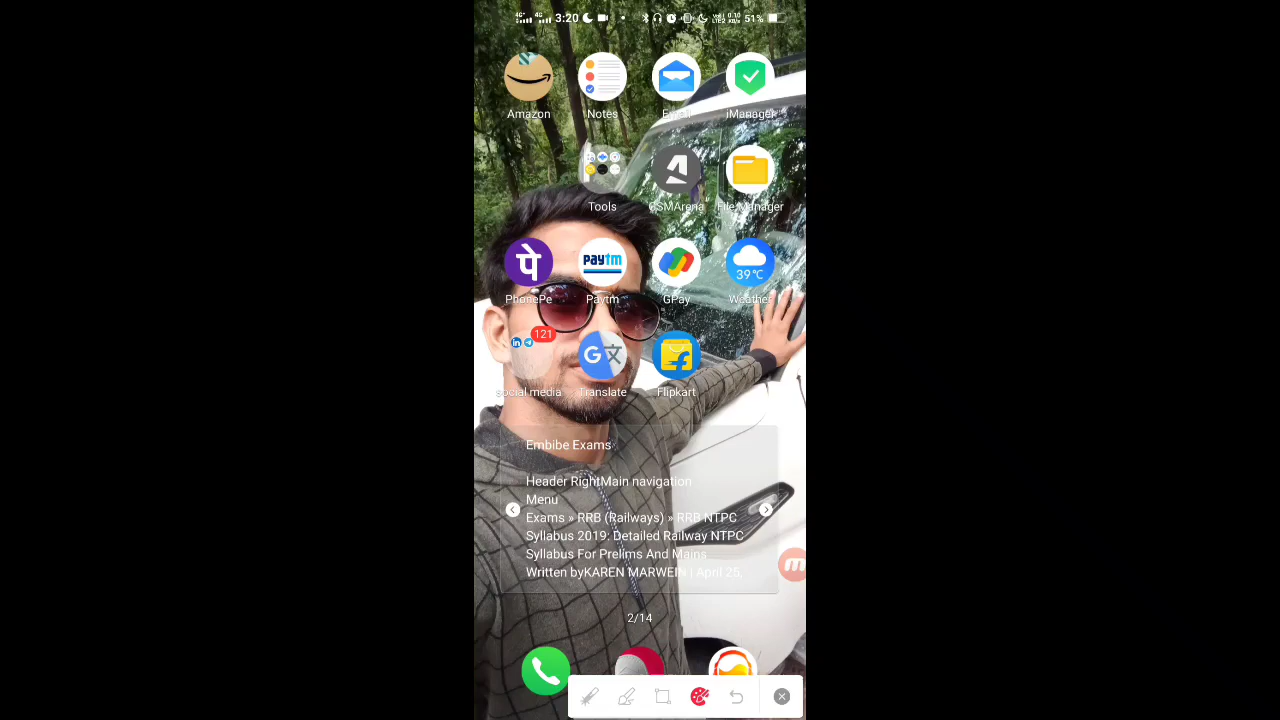 3:20
51%
Amazon
Notes
Email
iManager
Tools
GSMArena
File Manager
पे
paytm
39°C
PhonePe
Paytm
GPay
Weather
121
social media
Translate
Flipkart
Embibe Exams
Header RightMain navigation
Menu
Exams » RRB (Railways) » RRB NTPC
Syllabus 2019: Detailed Railway NTPC
Syllabus For Prelims And Mains
Written byKAREN MARWEIN | April 25,
2/14